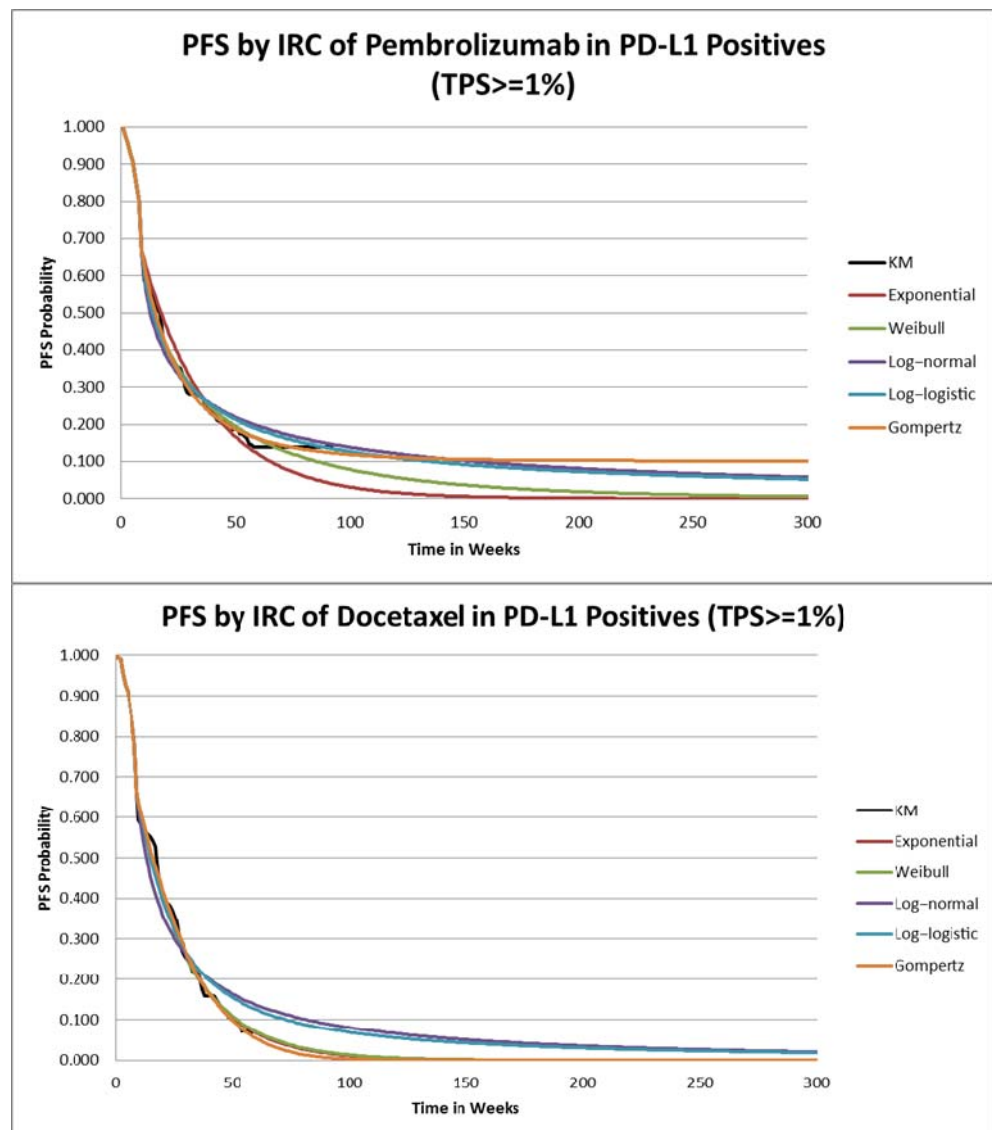 PFS by IRC of Pembrolizumab in PD-L1 Positives
(TPS>=1%)
1.000
0.900
0.800
0.700
0.600
0.500
0.400
0.300
0.200
0.100
0.000
PFS Probability
0 50 100 150 200 250 300
Time in Weeks
KM
Exponential
Weibull
Log–normal
Log–logistic
Gompertz
PFS by IRC of Docetaxel in PD-L1 Positives (TPS>=1%)
1.000
0.900
0.800
0.700
0.600
0.500
0.400
0.300
0.200
0.100
0.000
PFS Probability
0 50 100 150 200 250 300
Time in Weeks
KM
Exponential
Weibull
Log–normal
Log–logistic
Gompertz